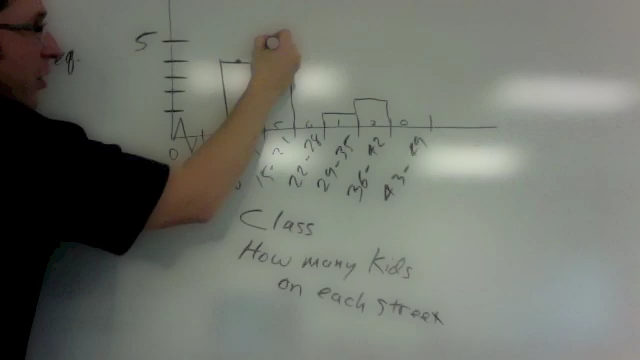 5
0
15-21
22-28
29-35
36-42
43-49
Class
How many kids
on each street